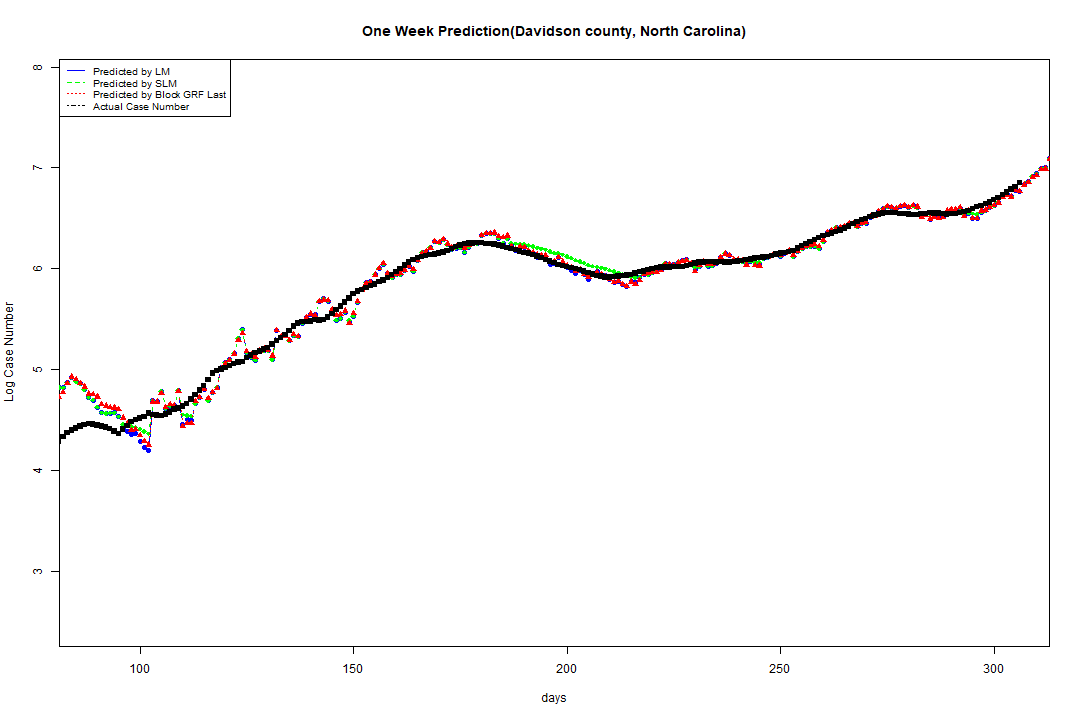 One Week Prediction(Davidson county, North Carolina)
Predicted by LM
Predicted by SLM
Predicted by Block GRF Last
Actual Case Number
8
7
6
5
4
3
Log Case Number
100 150 200 250 300
days